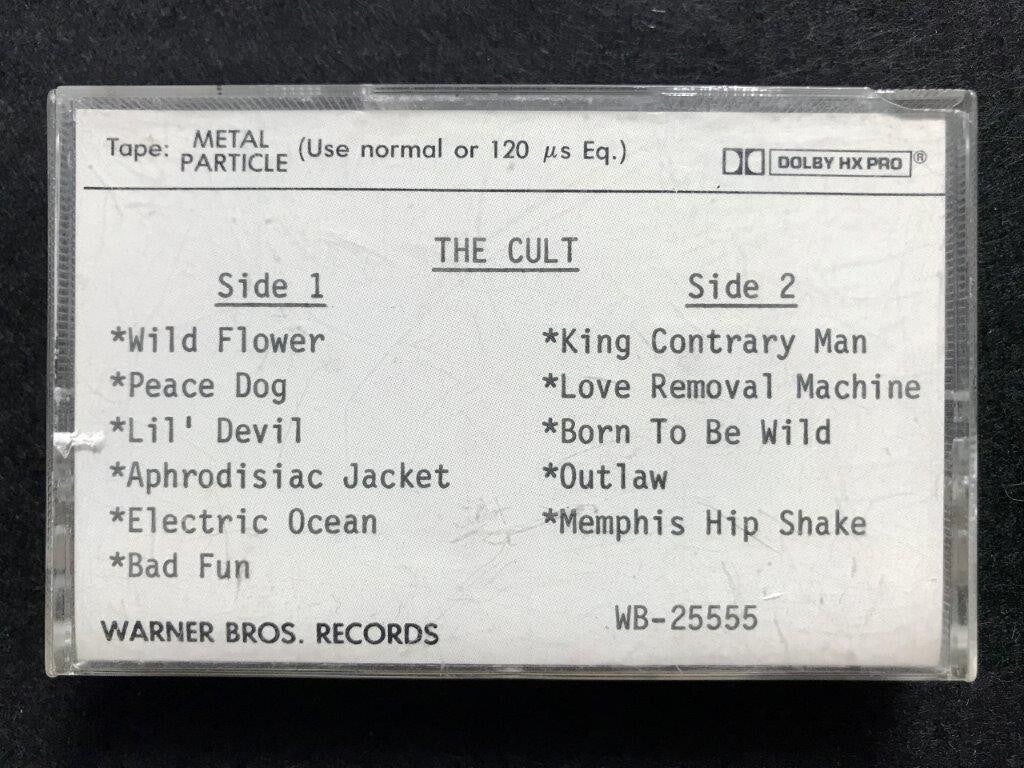 Tape: METAL PARTICLE (Use normal or 120 µs Eq.)
DOLBY HX PRO®
THE CULT
Side 1
*Wild Flower
*Peace Dog
*Lil' Devil
*Aphrodisiac Jacket
*Electric Ocean
*Bad Fun
Side 2
*King Contrary Man
*Love Removal Machine
*Born To Be Wild
*Outlaw
*Memphis Hip Shake
WB-25555
WARNER BROS. RECORDS